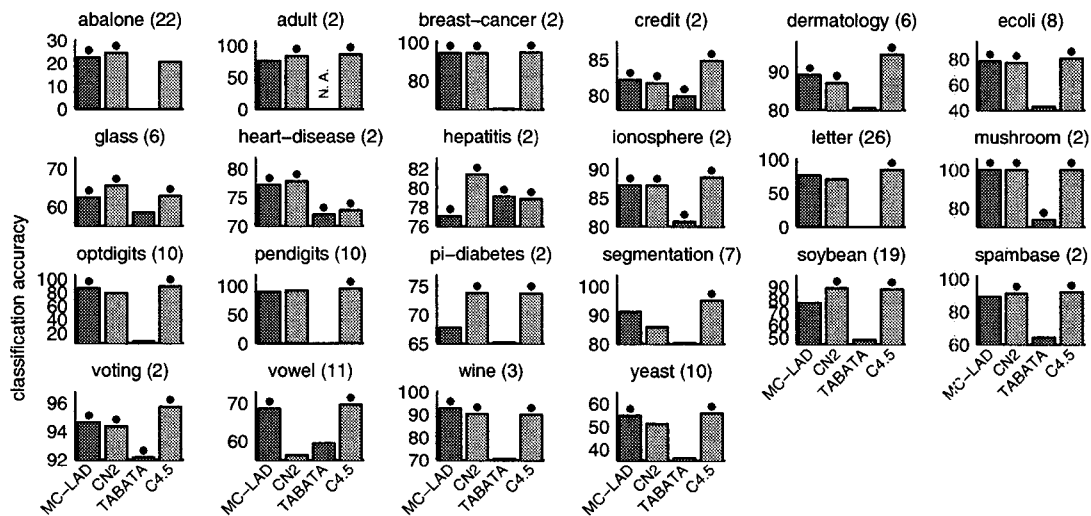 abalone (22) adult (2) breast−cancer (2) credit (2) dermatology (6) ecoli (8)
30
20
10
0
100
50
0
N. A.
100
80
85
80
90
80
80
60
40
glass (6) heart−disease (2) hepatitis (2) ionosphere (2) letter (26) mushroom (2)
70
60
80
75
70
82
80
78
76
90
85
80
100
50
0
100
80
optdigits (10) pendigits (10) pi−diabetes (2) segmentation (7) soybean (19) spambase (2)
100
80
60
40
20
100
50
0
75
70
65
100
90
80
90
80
70
60
50
100
80
60
MC−LAD
CN2
TABATA
C4.5
MC−LAD
CN2
TABATA
C4.5
voting (2) vowel (11) wine (3) yeast (10)
96
94
92
70
60
100
90
80
70
60
50
40
MC−LAD
CN2
TABATA
C4.5
MC−LAD
CN2
TABATA
C4.5
MC−LAD
CN2
TABATA
C4.5
MC−LAD
CN2
TABATA
C4.5
classification accuracy